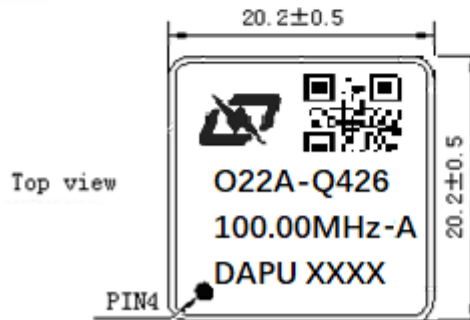 20.2±0.5
Top view
O22A-Q426
100.00MHz-A
DAPU XXXX
20.2±0.5
PIN4